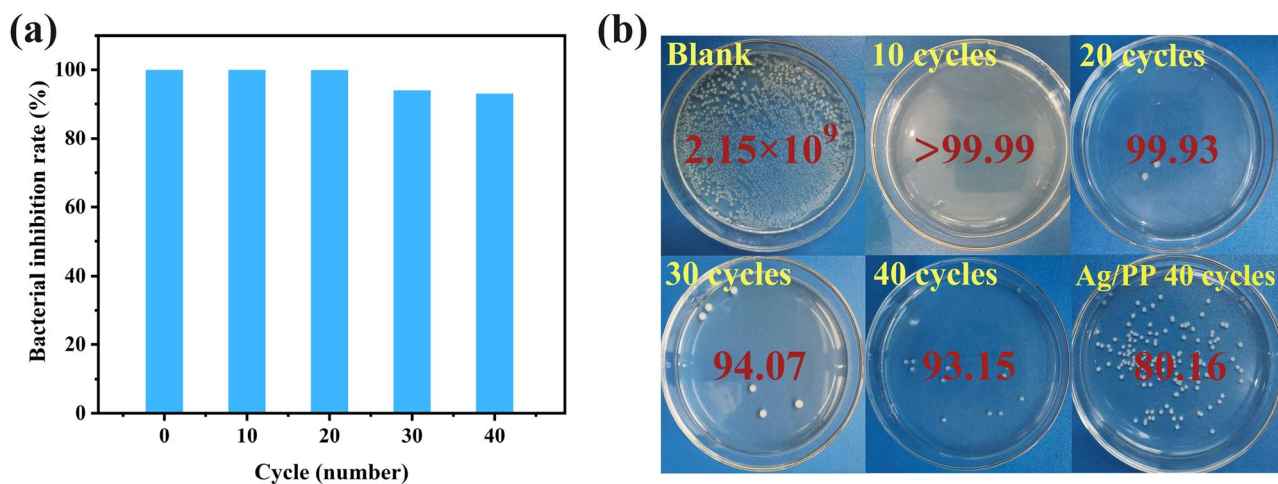 (a)
Bacterial inhibition rate (%)
100
80
60
40
20
0
0 10 20 30 40
Cycle (number)
(b)
Blank
2.15×10⁹
10 cycles
>99.99
20 cycles
99.93
30 cycles
94.07
40 cycles
93.15
Ag/PP 40 cycles
80.16